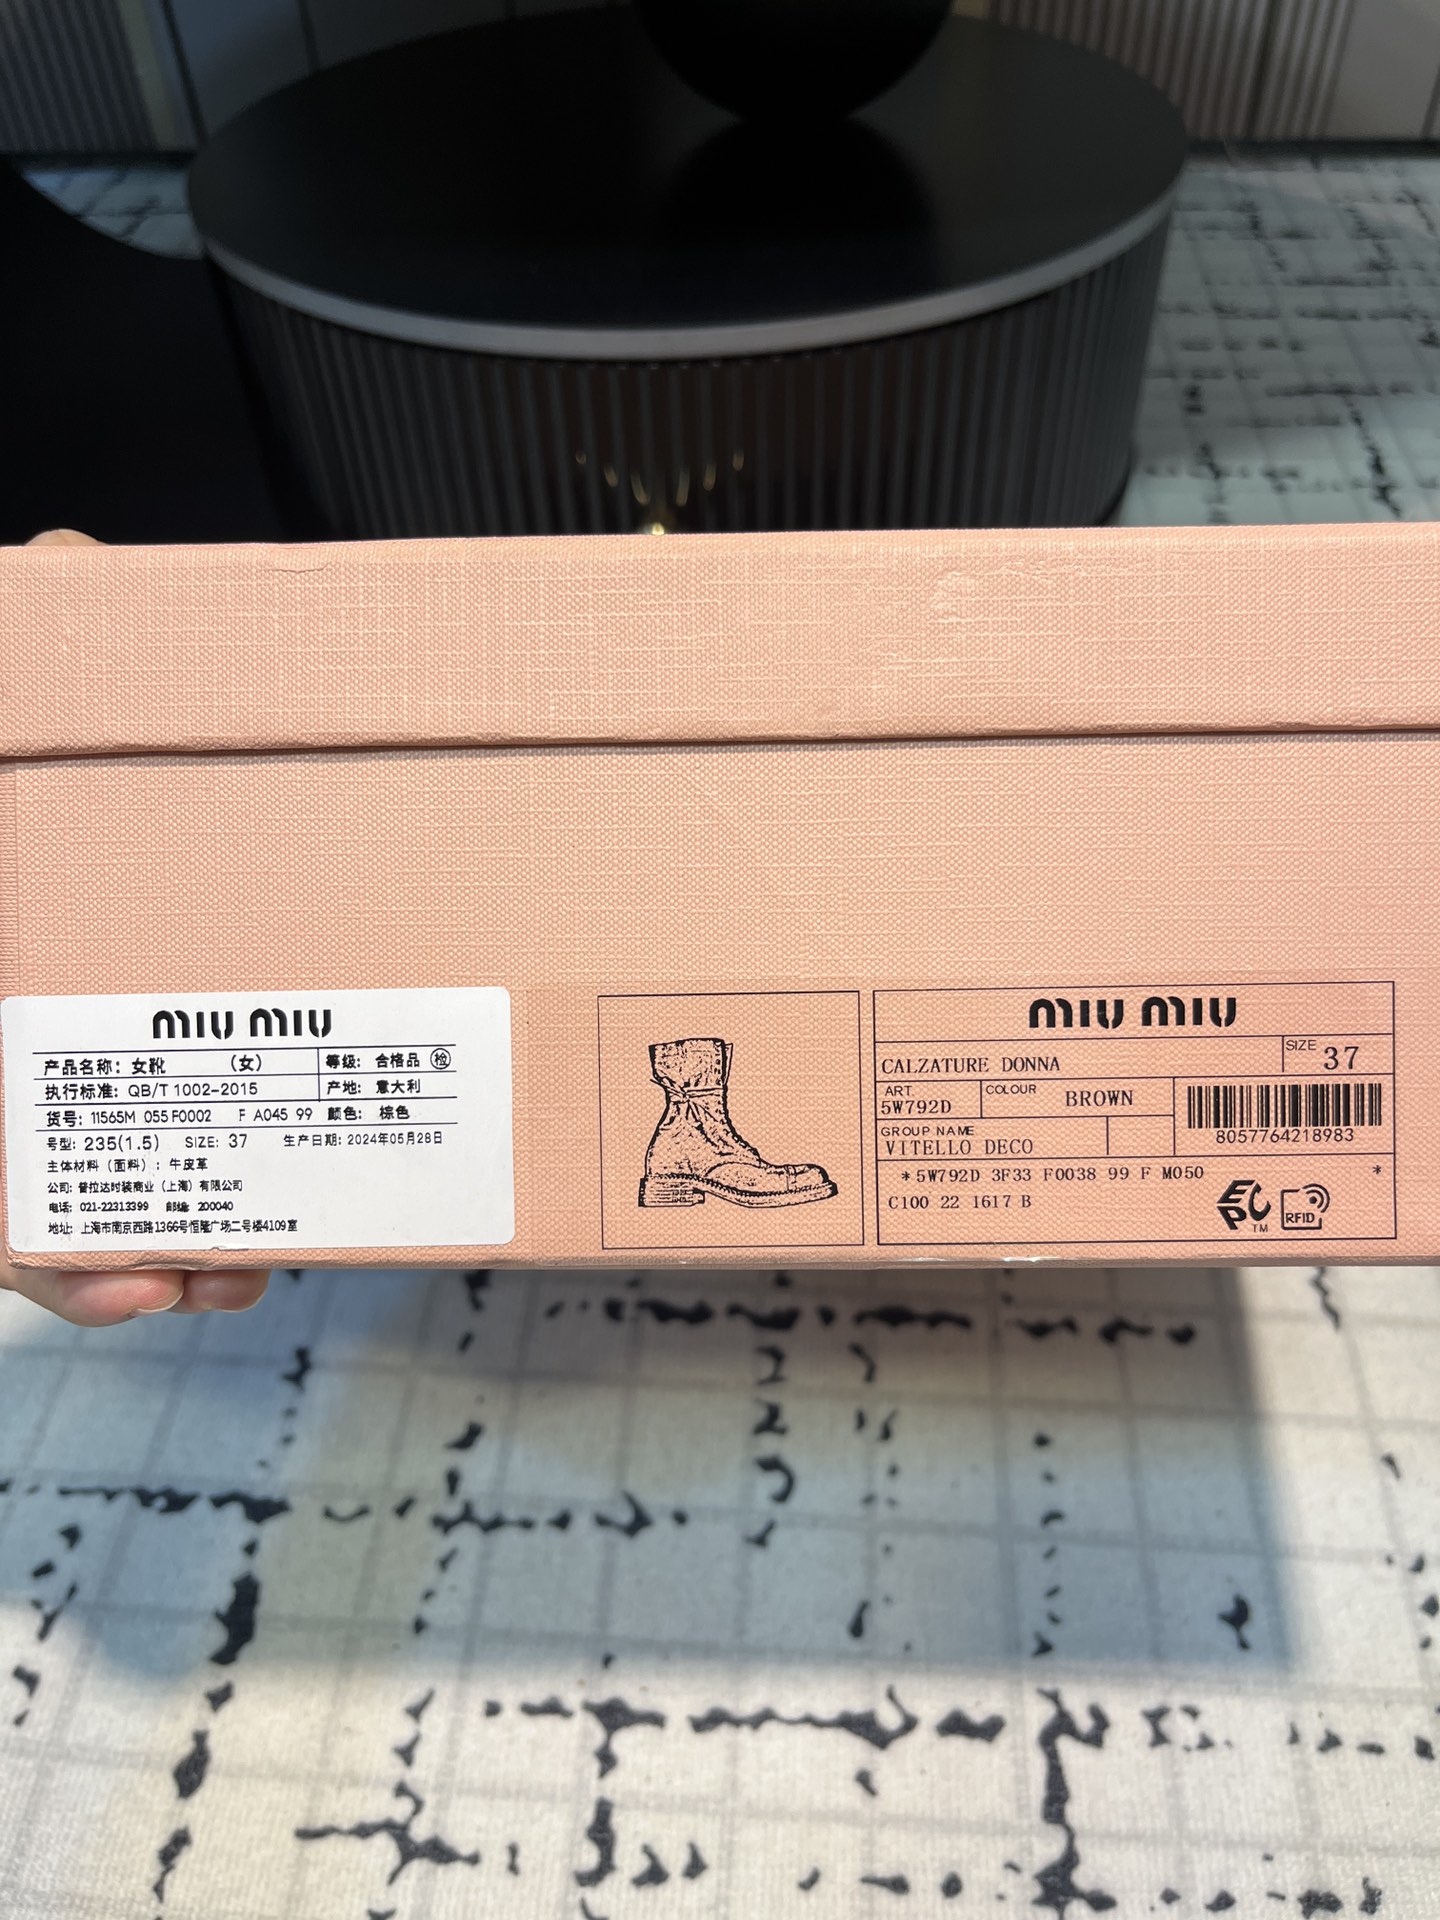 MIU MIU
产品名称: 女靴 (女) 等级: 合格品 检
执行标准: QB/T 1002-2015 产地: 意大利
货号: 11565M 055 F0002 F A045 99 颜色: 棕色
号型: 235(1.5) SIZE: 37 生产日期: 2024年05月28日
主体材料 (面料) : 牛皮革
公司: 普拉达时装商业 (上海) 有限公司
电话: 021-22313399 邮编: 200040
地址: 上海市南京西路1366号恒隆广场二号楼4109室
MIU MIU
CALZATURE DONNA SIZE 37
ART 5W792D COLOUR BROWN
8057764218983
GROUP NAME
VITELLO DECO
*5W792D 3F33 F0038 99 F M050 *
C100 22 1617 B
EPC TM RFID